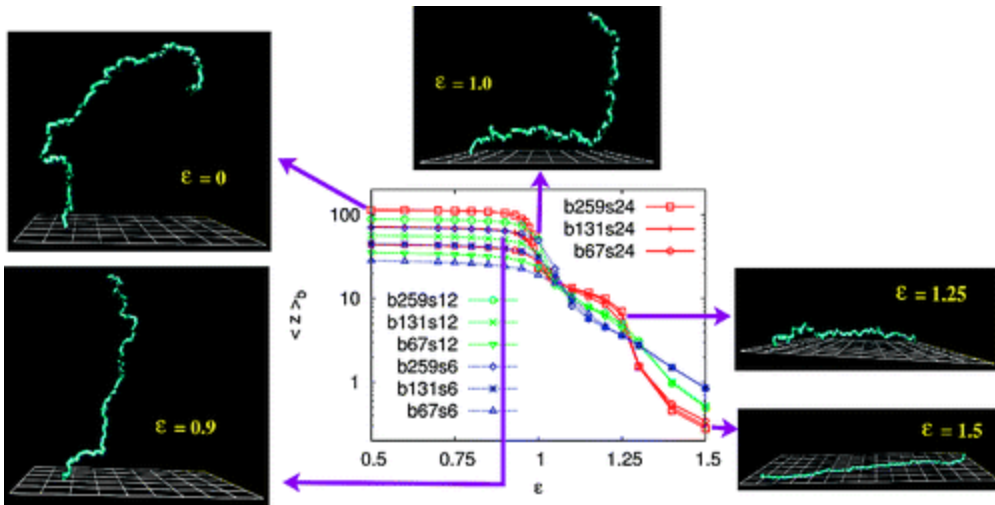 ε = 0
ε = 1.0
ε = 0.9
ε = 1.25
ε = 1.5
< z >b
100
10
1
b259s24
b131s24
b67s24
b259s12
b131s12
b67s12
b259s6
b131s6
b67s6
0.5
0.75
1
1.25
1.5
ε